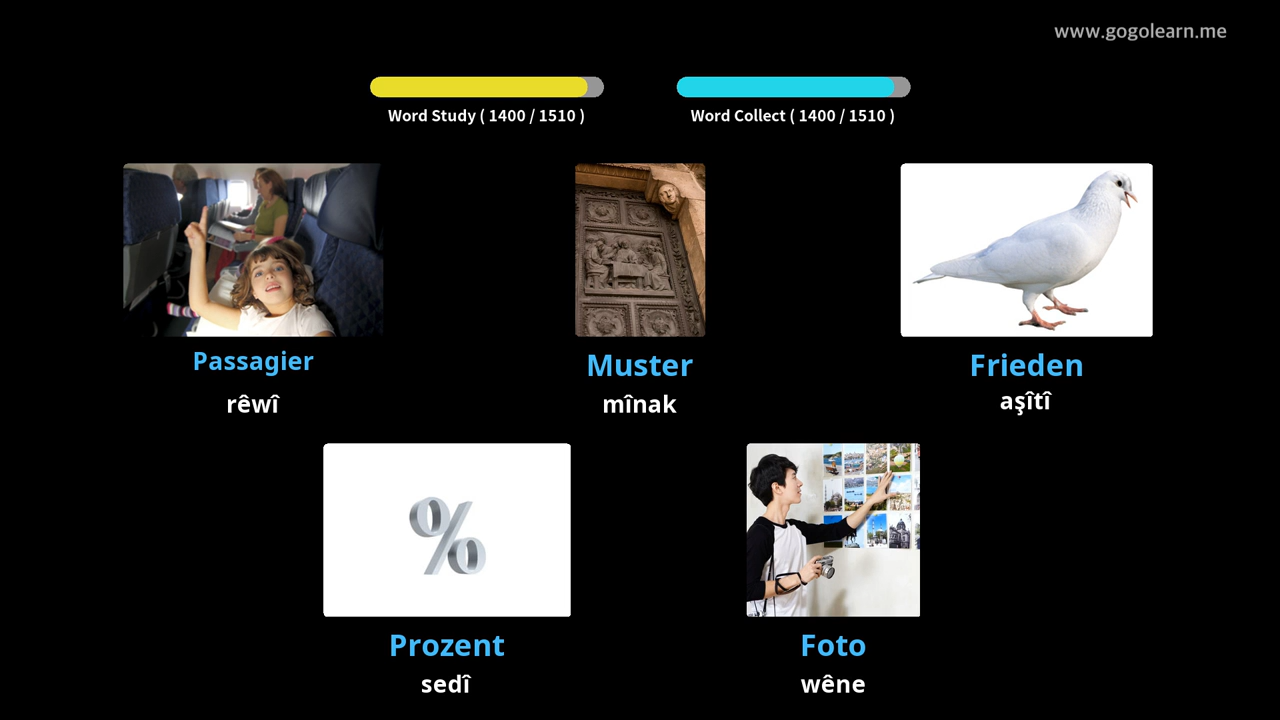 www.gogolearn.me
Word Study ( 1400 / 1510 )
Word Collect ( 1400 / 1510 )
Passagier
rêwî
Muster
mînak
Frieden
aşîtî
%
Prozent
sedî
Foto
wêne